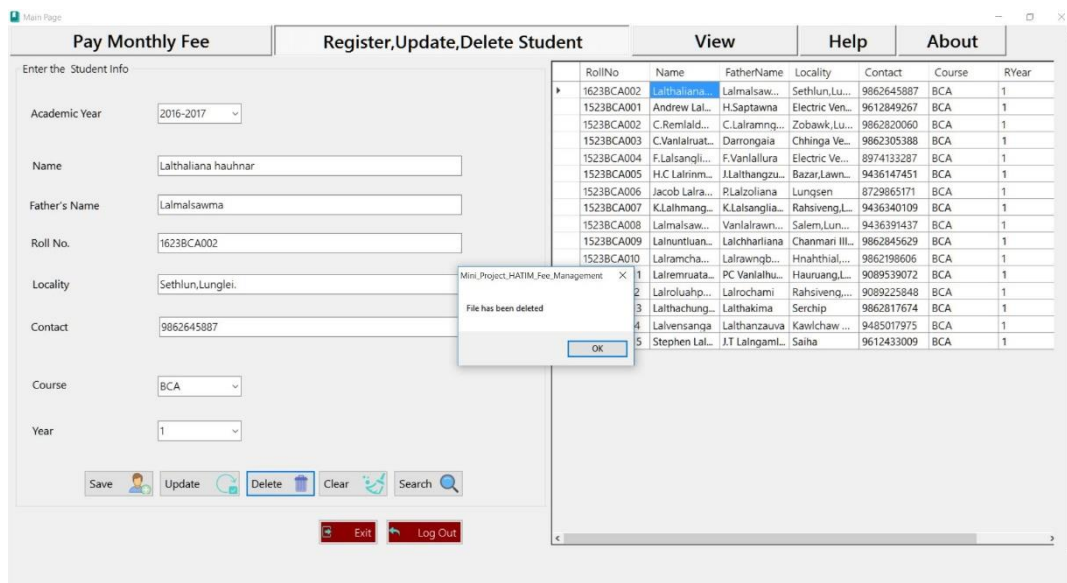 Main Page
Pay Monthly Fee Register,Update,Delete Student View Help About
Enter the Student Info
Academic Year 2016-2017
Name Lalthaliana hauhnar
Father's Name Lalmalsawma
Roll No. 1623BCA002
Locality Sethlun,Lunglei.
Contact 9862645887
Course BCA
Year 1
Save Update Delete Clear Search
Exit Log Out
RollNo Name FatherName Locality Contact Course RYear
1623BCA002 Lalthaliana... Lalmalsaw... Sethlun,Lu... 9862645887 BCA 1
1523BCA001 Andrew Lal... H.Saptawna Electric Ven... 9612849267 BCA 1
1523BCA002 C.Remlald... C.Lalramng... Zobawk,Lu... 9862820060 BCA 1
1523BCA003 C.Vanlalruat... Darrongaia Chhinga Ve... 9862305388 BCA 1
1523BCA004 F.Lalsangli... F.Vanlallura Electric Ve... 8974133287 BCA 1
1523BCA005 H.C Lalrinm... J.Lalthangzu... Bazar,Lawn... 9436147451 BCA 1
1523BCA006 Jacob Lalra... P.Lalzoliana Lungsen 8729865171 BCA 1
1523BCA007 K.Lalhmang... K.Lalsanglia... Rahsiveng,L... 9436340109 BCA 1
1523BCA008 Lalmalsaw... Vanlalrawn... Salem,Lun... 9436391437 BCA 1
1523BCA009 Lalnuntluan... Lalchharliana Chanmari III... 9862845629 BCA 1
1523BCA010 Lalramcha... Lalrawngb... Hnahthial,... 9862198606 BCA 1
1 Lalremruata... PC Vanlalhu... Hauruang,L... 9089539072 BCA 1
2 Lalroluahp... Lalrochami Rahsiveng,... 9089225848 BCA 1
3 Lalthachung... Lalthakima Serchip 9862817674 BCA 1
4 Lalvensanga Lalthanzauva Kawlchaw ... 9485017975 BCA 1
5 Stephen Lal... J.T Lalngaml... Saiha 9612433009 BCA 1
Mini_Project_HATIM_Fee_Management
File has been deleted
OK